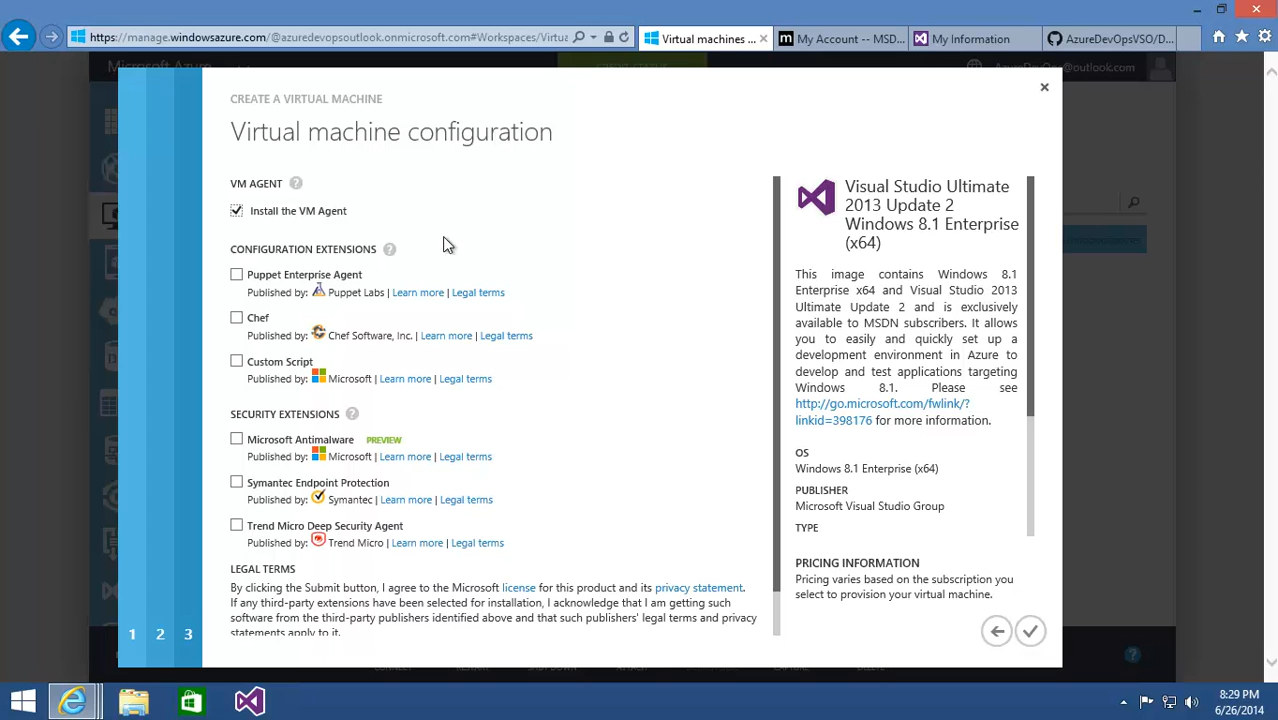 https://manage.windowsazure.com/@azuredevopsoutlook.onmicrosoft.com#Workspaces/Virtua
Virtual machines ...
My Account -- MSD...
My Information
AzureDevOpsVSO/D...
Microsoft Azure
AzureDevOps@outlook.com
CREATE A VIRTUAL MACHINE
Virtual machine configuration
VM AGENT ?
Install the VM Agent
CONFIGURATION EXTENSIONS ?
Puppet Enterprise Agent
Published by: Puppet Labs | Learn more | Legal terms
Chef
Published by: Chef Software, Inc. | Learn more | Legal terms
Custom Script
Published by: Microsoft | Learn more | Legal terms
SECURITY EXTENSIONS ?
Microsoft Antimalware PREVIEW
Published by: Microsoft | Learn more | Legal terms
Symantec Endpoint Protection
Published by: Symantec | Learn more | Legal terms
Trend Micro Deep Security Agent
Published by: Trend Micro | Learn more | Legal terms
LEGAL TERMS
By clicking the Submit button, I agree to the Microsoft license for this product and its privacy statement.
If any third-party extensions have been selected for installation, I acknowledge that I am getting such
software from the third-party publishers identified above and that such publishers' legal terms and privacy
statements apply to it.
Visual Studio Ultimate
2013 Update 2
Windows 8.1 Enterprise
(x64)
This image contains Windows 8.1
Enterprise x64 and Visual Studio 2013
Ultimate Update 2 and is exclusively
available to MSDN subscribers. It allows
you to easily and quickly set up a
development environment in Azure to
develop and test applications targeting
Windows 8.1. Please see
http://go.microsoft.com/fwlink/?
linkid=398176 for more information.
OS
Windows 8.1 Enterprise (x64)
PUBLISHER
Microsoft Visual Studio Group
TYPE
PRICING INFORMATION
Pricing varies based on the subscription you
select to provision your virtual machine.
1 2 3
?
8:29 PM
6/26/2014